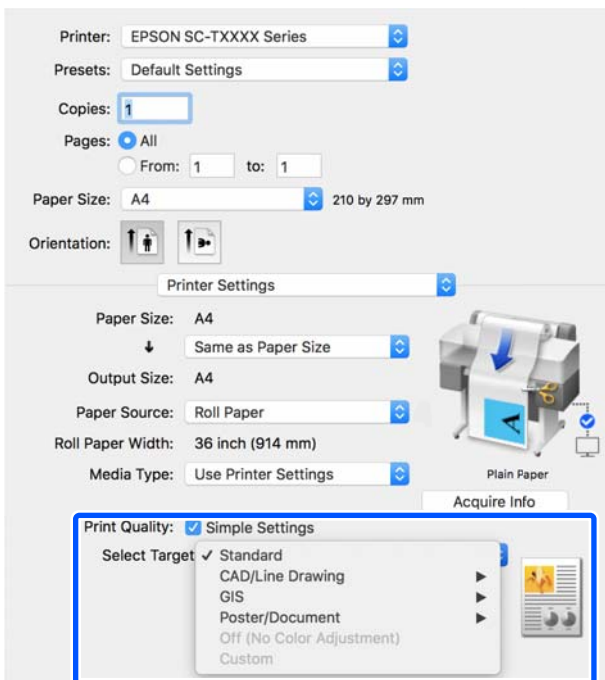 Printer: EPSON SC-TXXXX Series
Presets: Default Settings
Copies: 1
Pages: All
From: 1 to: 1
Paper Size: A4 210 by 297 mm
Orientation:
Printer Settings
Paper Size: A4
Same as Paper Size
Output Size: A4
Paper Source: Roll Paper
Roll Paper Width: 36 inch (914 mm)
Media Type: Use Printer Settings
Plain Paper
Acquire Info
Print Quality: Simple Settings
Select Target Standard
CAD/Line Drawing
GIS
Poster/Document
Off (No Color Adjustment)
Custom